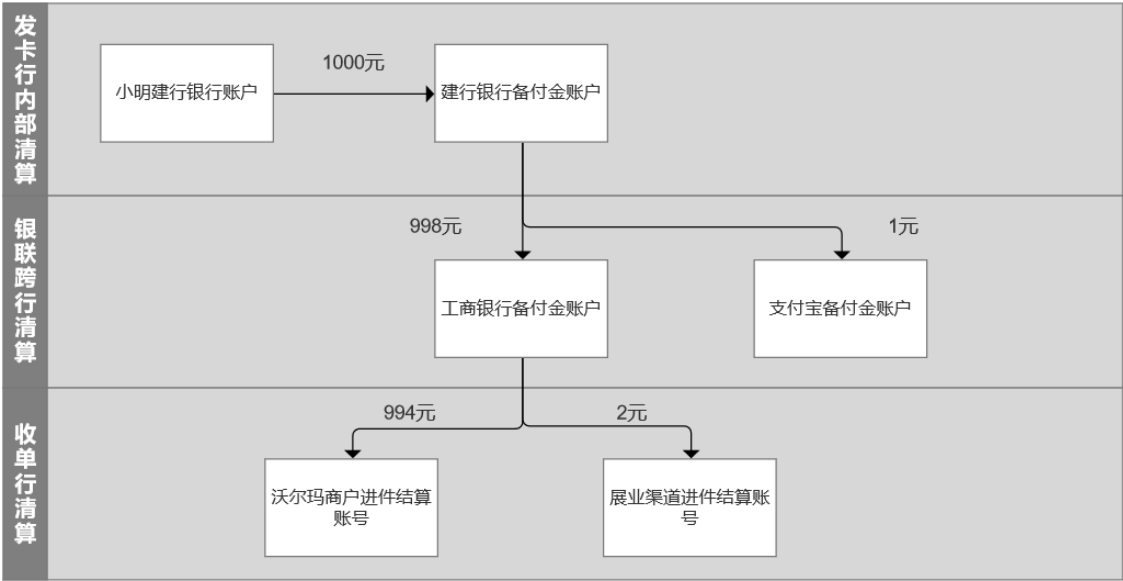 发卡行内部清算
小明建行银行账户
1000元
建行银行备付金账户
银联跨行清算
998元
1元
工商银行备付金账户
支付宝备付金账户
收单行清算
994元
2元
沃尔玛商户进件结算
账号
展业渠道进件结算账
号